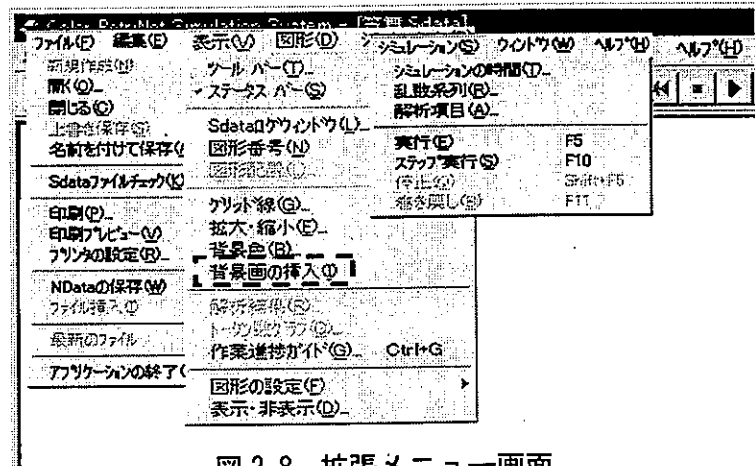 Color PetriNet Simulation System - [
ファイル(F) 編集(E) 表示(V) 図形(D) シミュレーション(S) ウィンドウ(W) ヘルプ(H) ヘルプ(H)
新規作成(N)
開く(O)...
閉じる(C)
上書き保存(S)
名前を付けて保存(A
Sdataファイルチェック(K)
印刷(P)...
印刷プレビュー(V)
プリンタの設定(R)...
NDataの保存(W)
ファイル挿入(I)
最新のファイル
アプリケーションの終了(
ツール バー(T)...
ステータス バー(S)
Sdataログウィンドウ(L)...
図形番号(N)
グリッド線(G)...
拡大・縮小(E)...
背景色(B)...
背景画の挿入(I)
解析結果(R)...
作業進捗ガイド(G)... Ctrl+G
図形の設定(F)
表示・非表示(D)...
シミュレーションの時間(T)...
乱数系列(R)...
解析項目(A)...
実行(E) F5
ステップ実行(S) F10
停止(Q) Shift+F5
巻き戻し(B) F11
図2.8 拡張メニュー画面